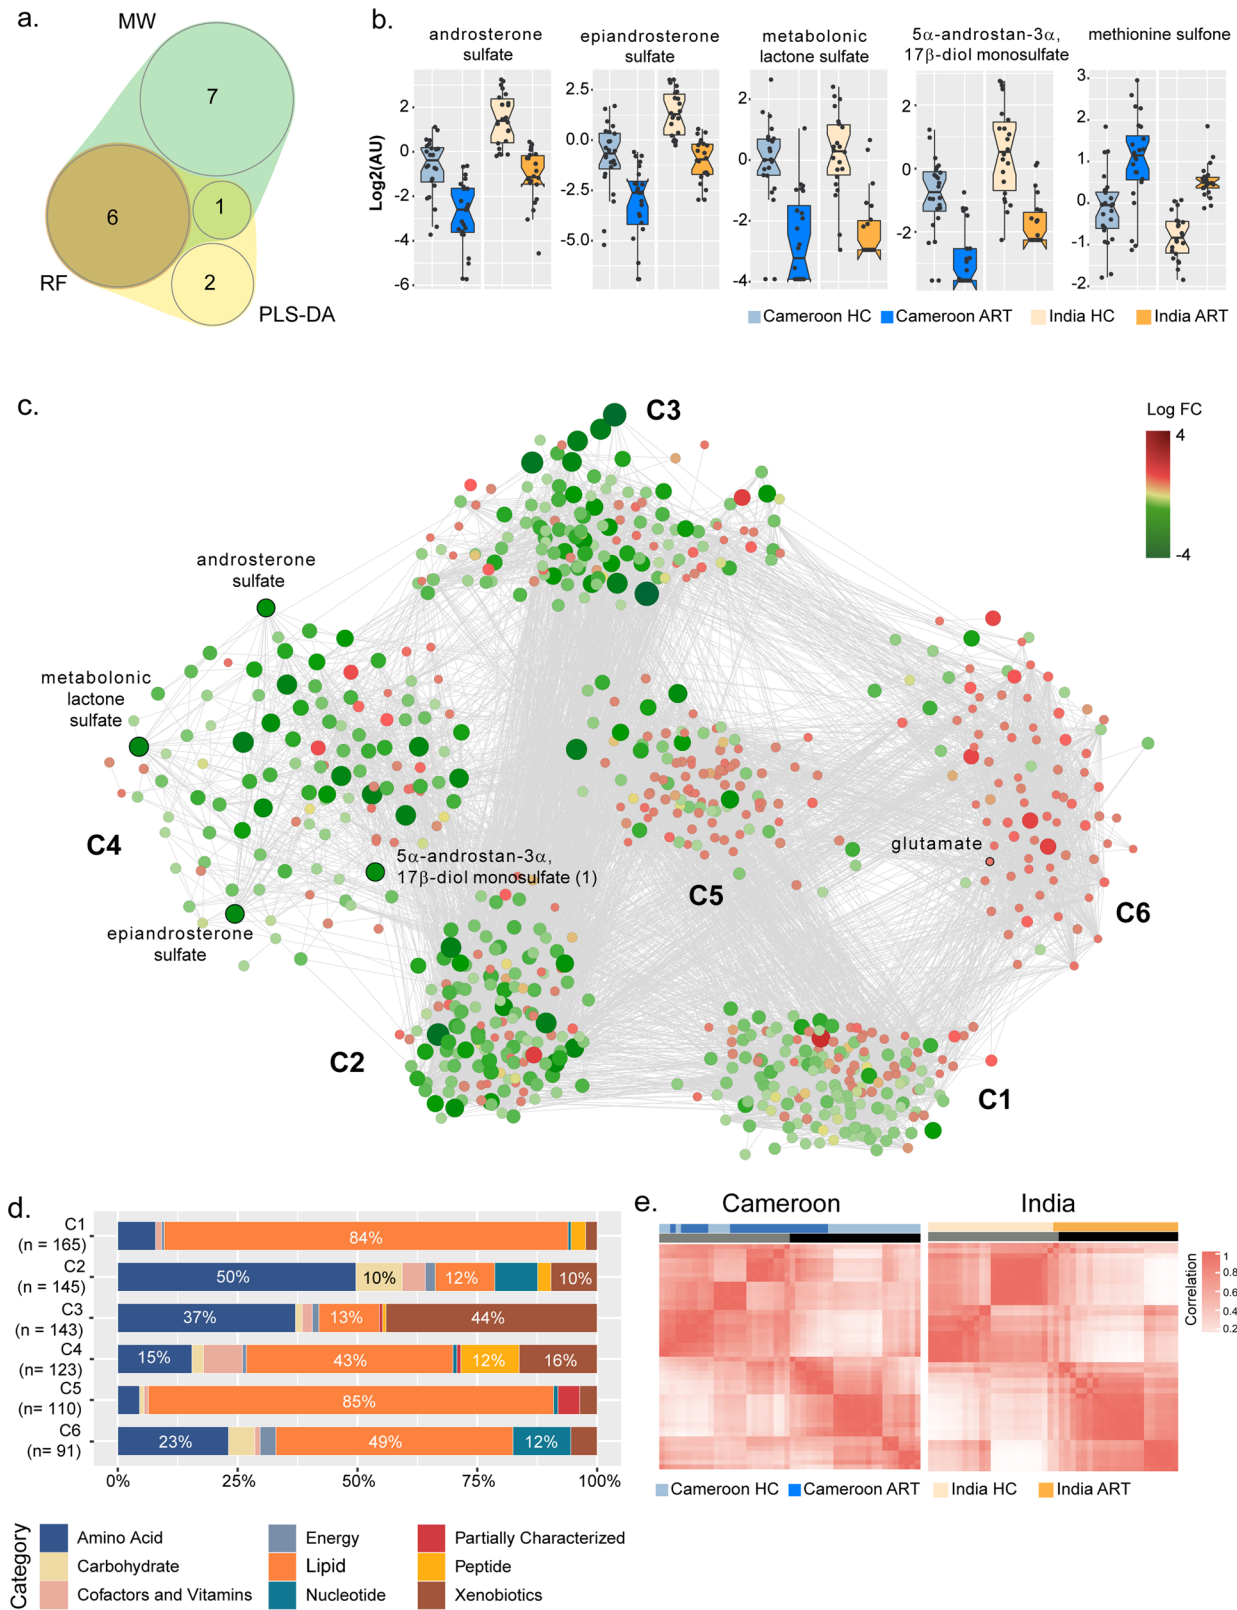 a.
MW
7
6
1
2
RF
PLS-DA
b.
androsterone
sulfate
epiandrosterone
sulfate
metabolonic
lactone sulfate
5α-androstan-3α,
17β-diol monosulfate
methionine sulfone
Log2(AU)
2
0
-2
-4
-6
2.5
0.0
-2.5
-5.0
2
0
-2
-4
2
0
-2
3
2
1
0
-1
-2
Cameroon HC
Cameroon ART
India HC
India ART
c.
C3
Log FC
4
-4
androsterone
sulfate
metabolonic
lactone
sulfate
C4
5α-androstan-3α,
17β-diol monosulfate (1)
glutamate
C5
C6
epiandrosterone
sulfate
C2
C1
d.
C1
(n = 165)
84%
C2
(n = 145)
50%
10%
12%
10%
C3
(n = 143)
37%
13%
44%
C4
(n= 123)
15%
43%
12%
16%
C5
(n= 110)
85%
C6
(n= 91)
23%
49%
12%
0%
25%
50%
75%
100%
Category
Amino Acid
Carbohydrate
Cofactors and Vitamins
Energy
Lipid
Nucleotide
Partially Characterized
Peptide
Xenobiotics
e.
Cameroon
India
Correlation
1
0.8
0.6
0.4
0.2
Cameroon HC
Cameroon ART
India HC
India ART